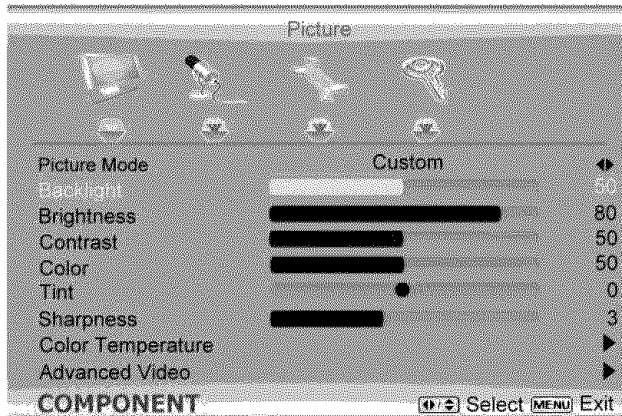 Picture
Picture Mode Custom
Backlight 50
Brightness 80
Contrast 50
Color 50
Tint 0
Sharpness 3
Color Temperature
Advanced Video
COMPONENT Select MENU Exit